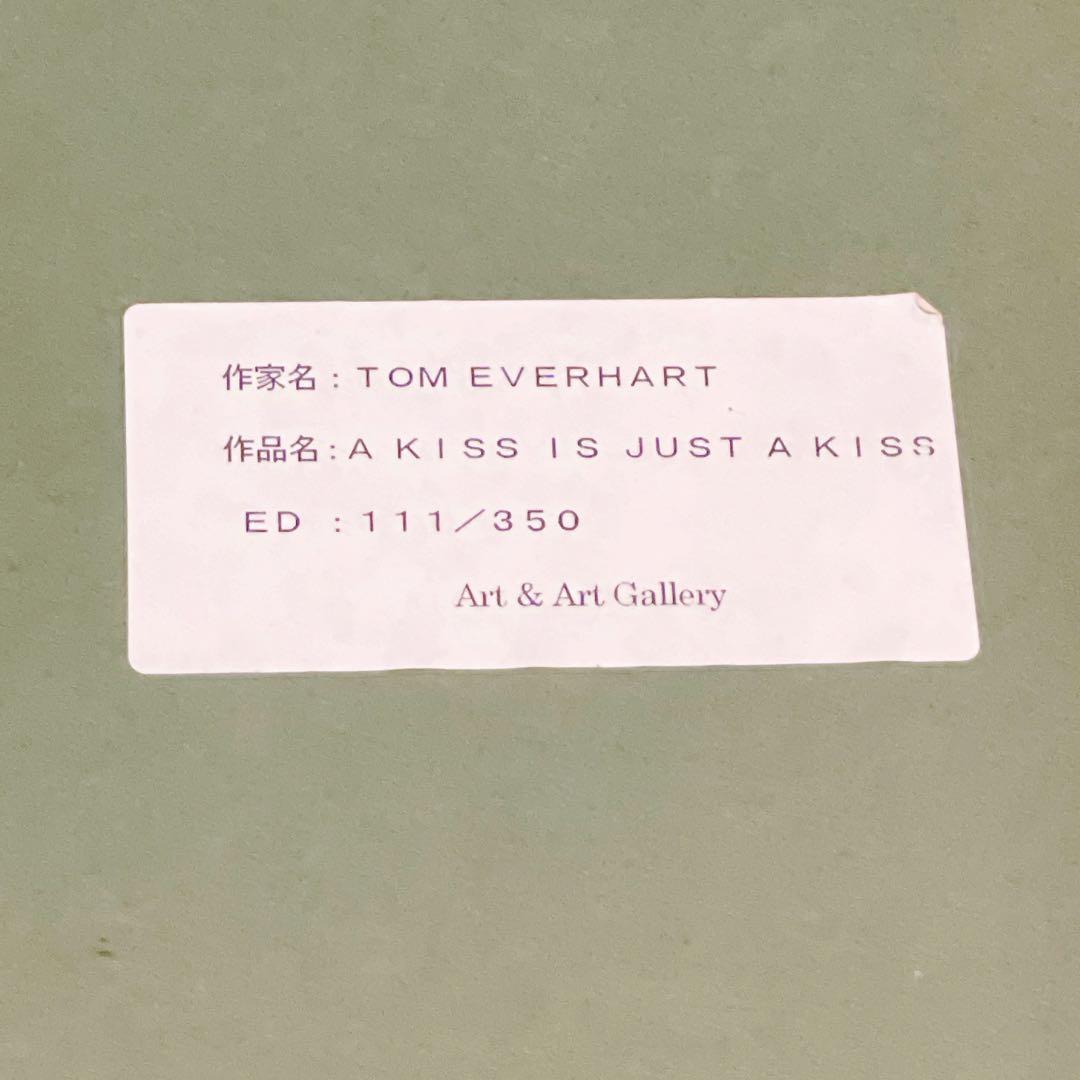 作家名：TOM EVERHART
作品名：A KISS IS JUST A KISS
ED ：111／350
Art & Art Gallery